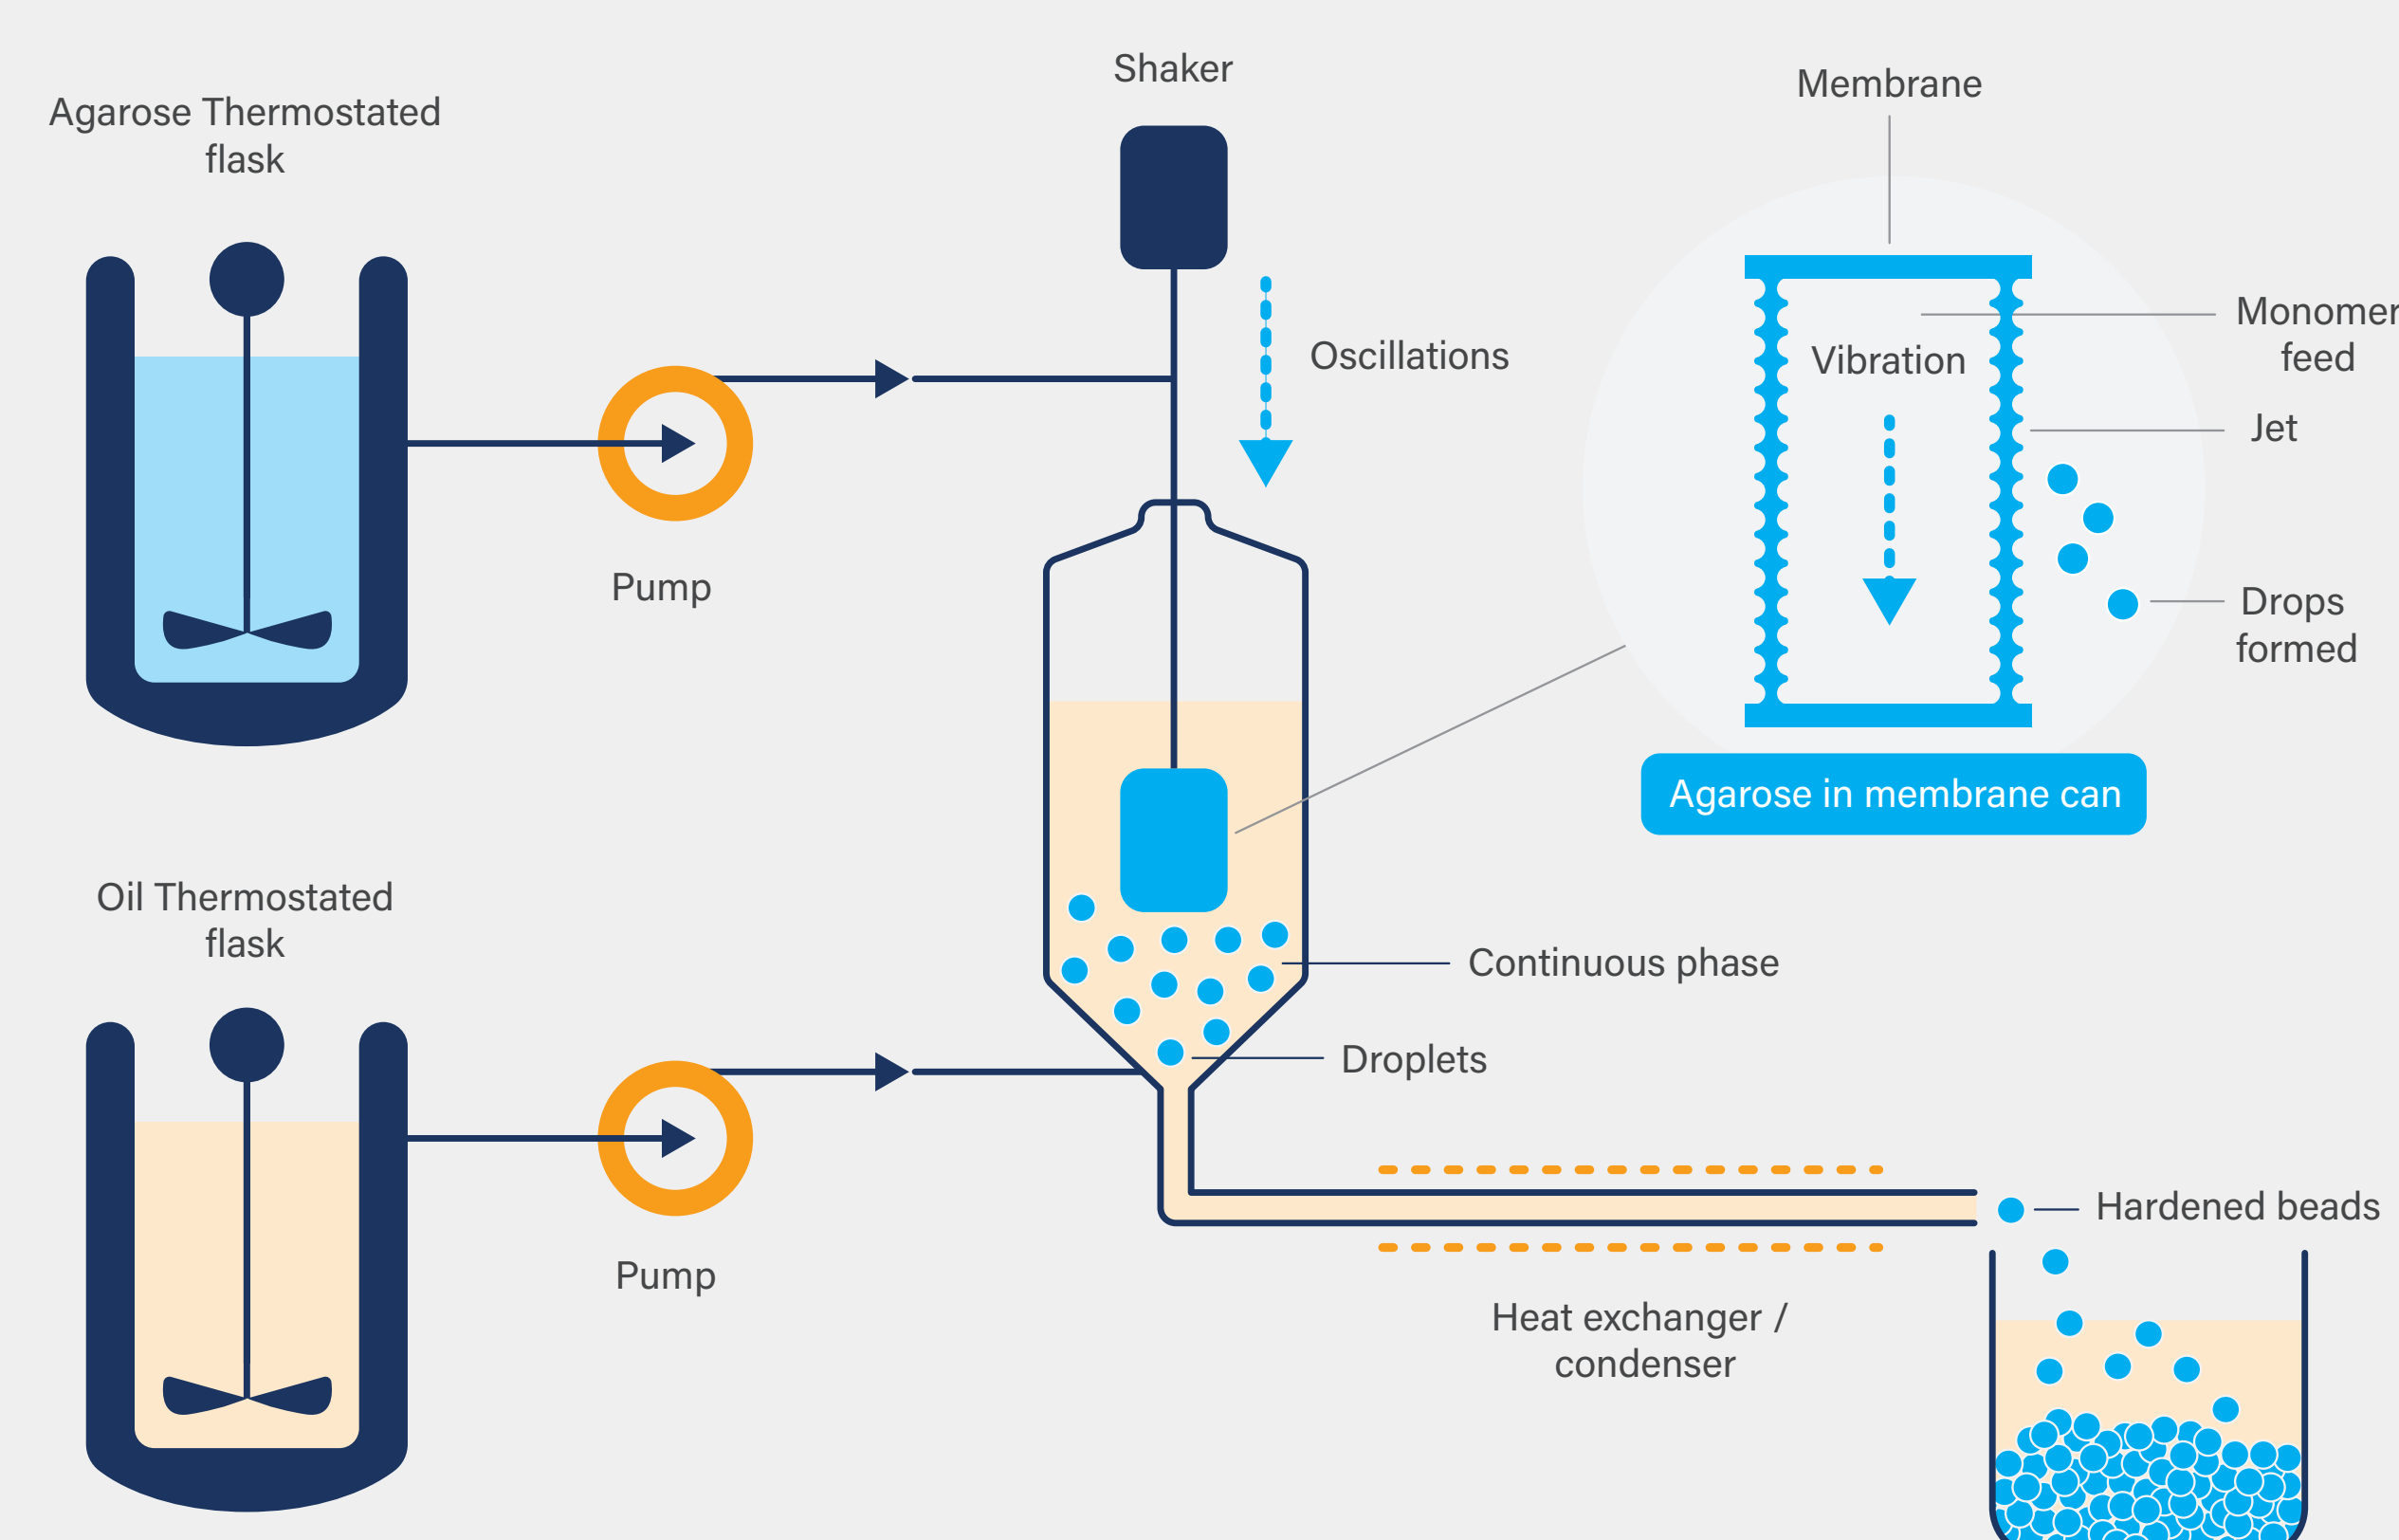 Shaker
Agarose Thermostated
flask
Membrane
Oscillations
Monomer
feed
Vibration
Jet
Pump
Drops
formed
Agarose in membrane can
Oil Thermostated
flask
Continuous phase
Droplets
Pump
Hardened beads
Heat exchanger /
condenser